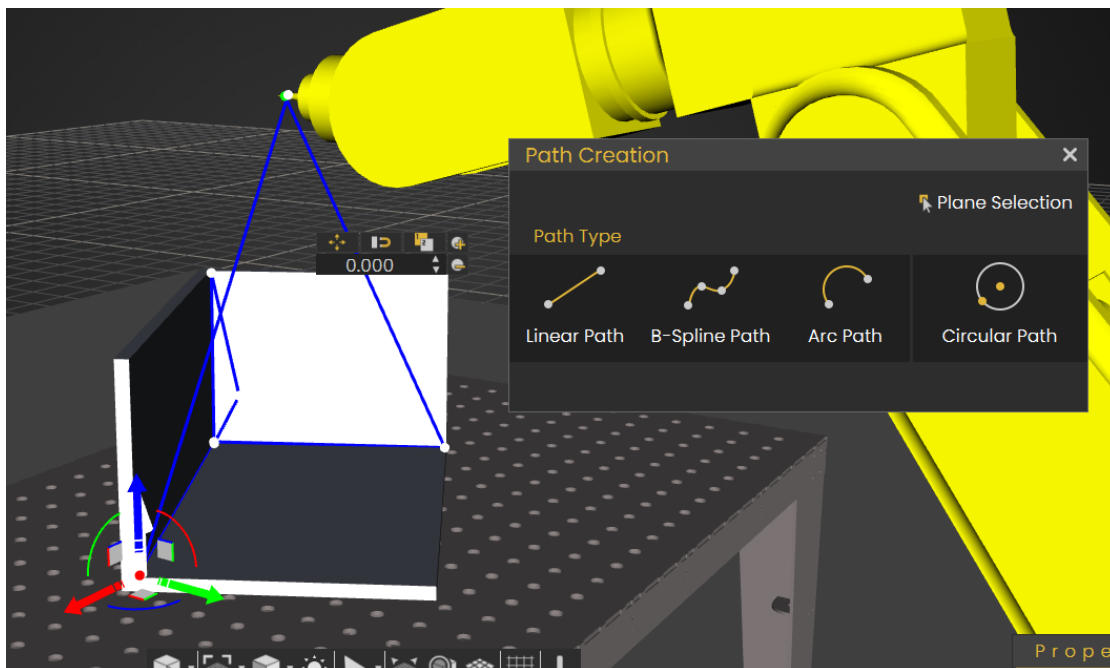 Path Creation
Plane Selection
Path Type
0.000
Linear Path
B-Spline Path
Arc Path
Circular Path
Prope